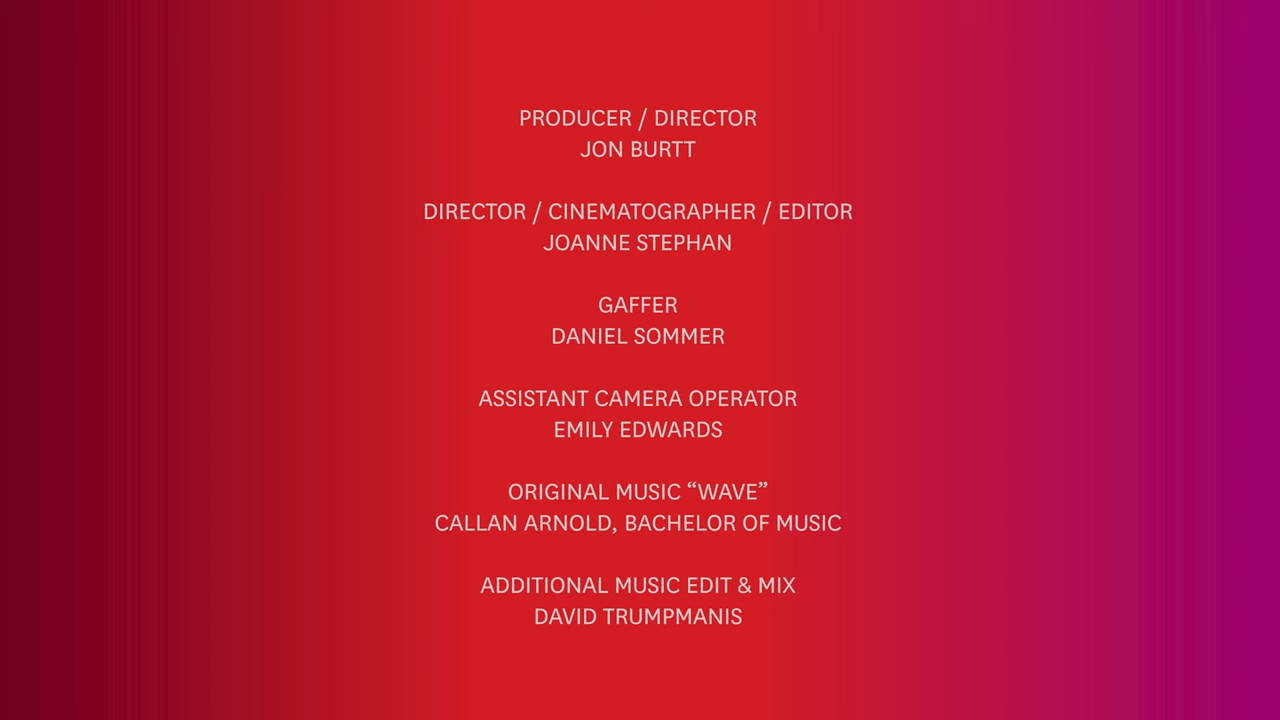 PRODUCER / DIRECTOR
JON BURTT
DIRECTOR / CINEMATOGRAPHER / EDITOR
JOANNE STEPHAN
GAFFER
DANIEL SOMMER
ASSISTANT CAMERA OPERATOR
EMILY EDWARDS
ORIGINAL MUSIC “WAVE”
CALLAN ARNOLD, BACHELOR OF MUSIC
ADDITIONAL MUSIC EDIT & MIX
DAVID TRUMPMANIS